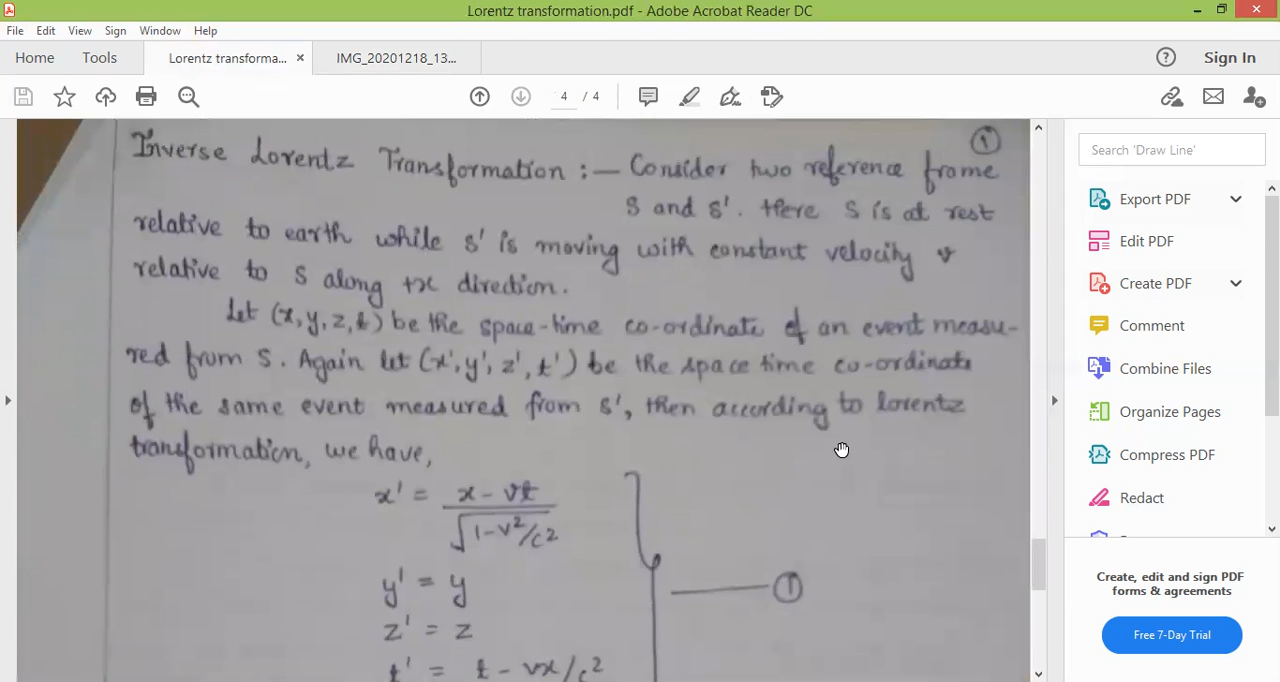 Lorentz transformation.pdf - Adobe Acrobat Reader DC
File Edit View Sign Window Help
Home Tools Lorentz transforma... × IMG_20201218_13... Sign In
4 / 4
Search 'Draw Line'
Export PDF
Edit PDF
Create PDF
Comment
Combine Files
Organize Pages
Compress PDF
Redact
Create, edit and sign PDF
forms & agreements
Free 7-Day Trial
①
Inverse Lorentz Transformation :— Consider two reference frame
S and S'. Here S is at rest
relative to earth while S' is moving with constant velocity v
relative to S along +x direction.
Let (x, y, z, t) be the space-time co-ordinate of an event measu-
red from S. Again let (x', y', z', t') be the space time co-ordinate
of the same event measured from S', then according to lorentz
transformation, we have,
x' = x - vt
√1-v²/c²
y' = y
z' = z
—— ①
t' = t - vx/c²